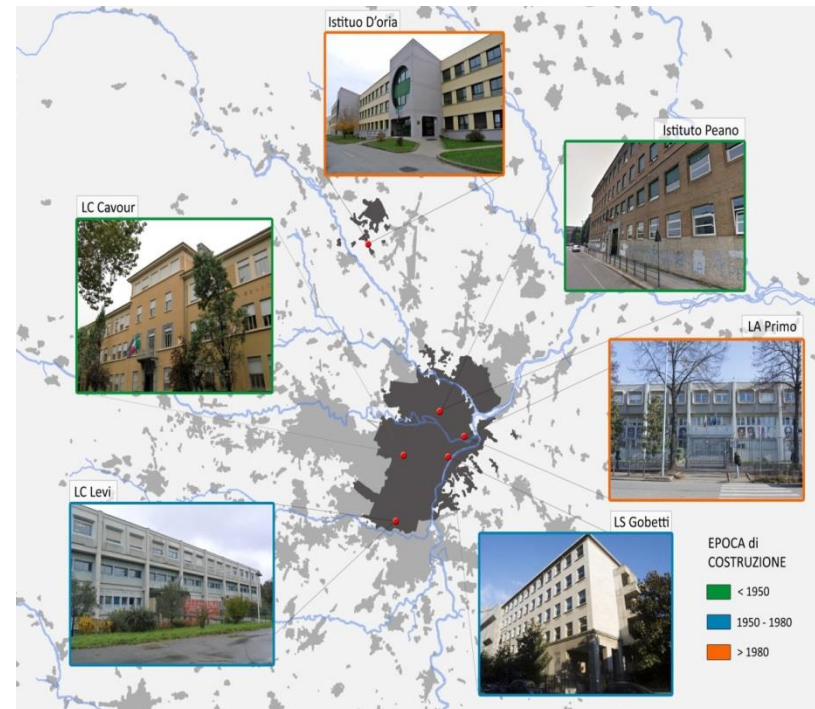 Istituo D'oria
Istituto Peano
LC Cavour
LA Primo
LC Levi
LS Gobetti
EPOCA di
COSTRUZIONE
< 1950
1950 - 1980
> 1980